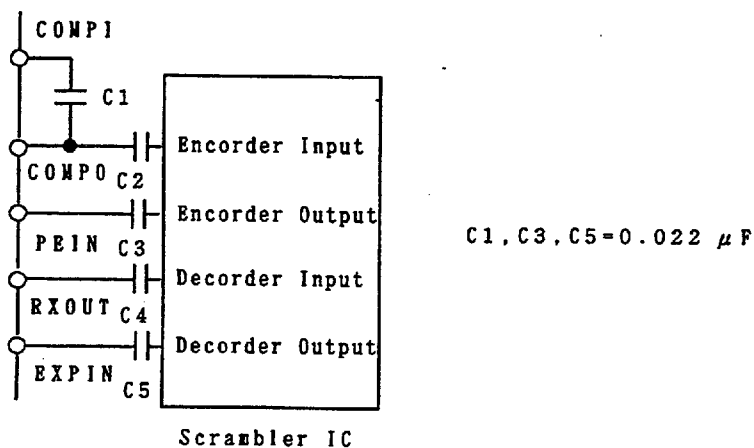 COMPI
C1
Encorder Input
COMPO C2
Encorder Output
C1,C3,C5=0.022 μF
PEIN C3
Decorder Input
RXOUT C4
Decorder Output
EXPIN C5
Scrambler IC